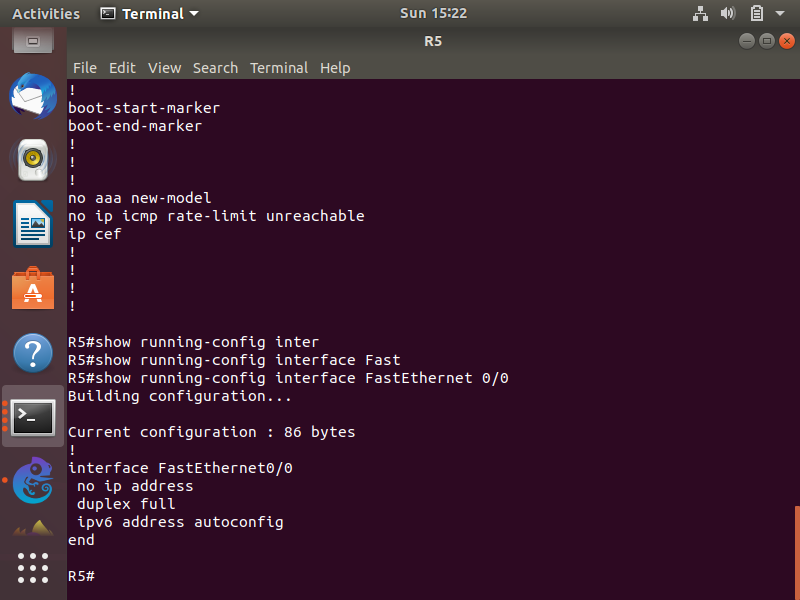 Activities Terminal Sun 15:22
R5
File Edit View Search Terminal Help
!
boot-start-marker
boot-end-marker
!
!
!
no aaa new-model
no ip icmp rate-limit unreachable
ip cef
!
!
!
!
R5#show running-config inter
R5#show running-config interface Fast
R5#show running-config interface FastEthernet 0/0
Building configuration...
Current configuration : 86 bytes
!
interface FastEthernet0/0
 no ip address
 duplex full
 ipv6 address autoconfig
end
R5#